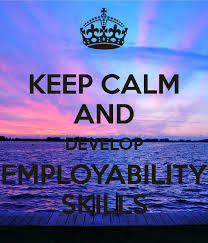 KEEP CALM
AND
DEVELOP
EMPLOYABILITY
SKILLS